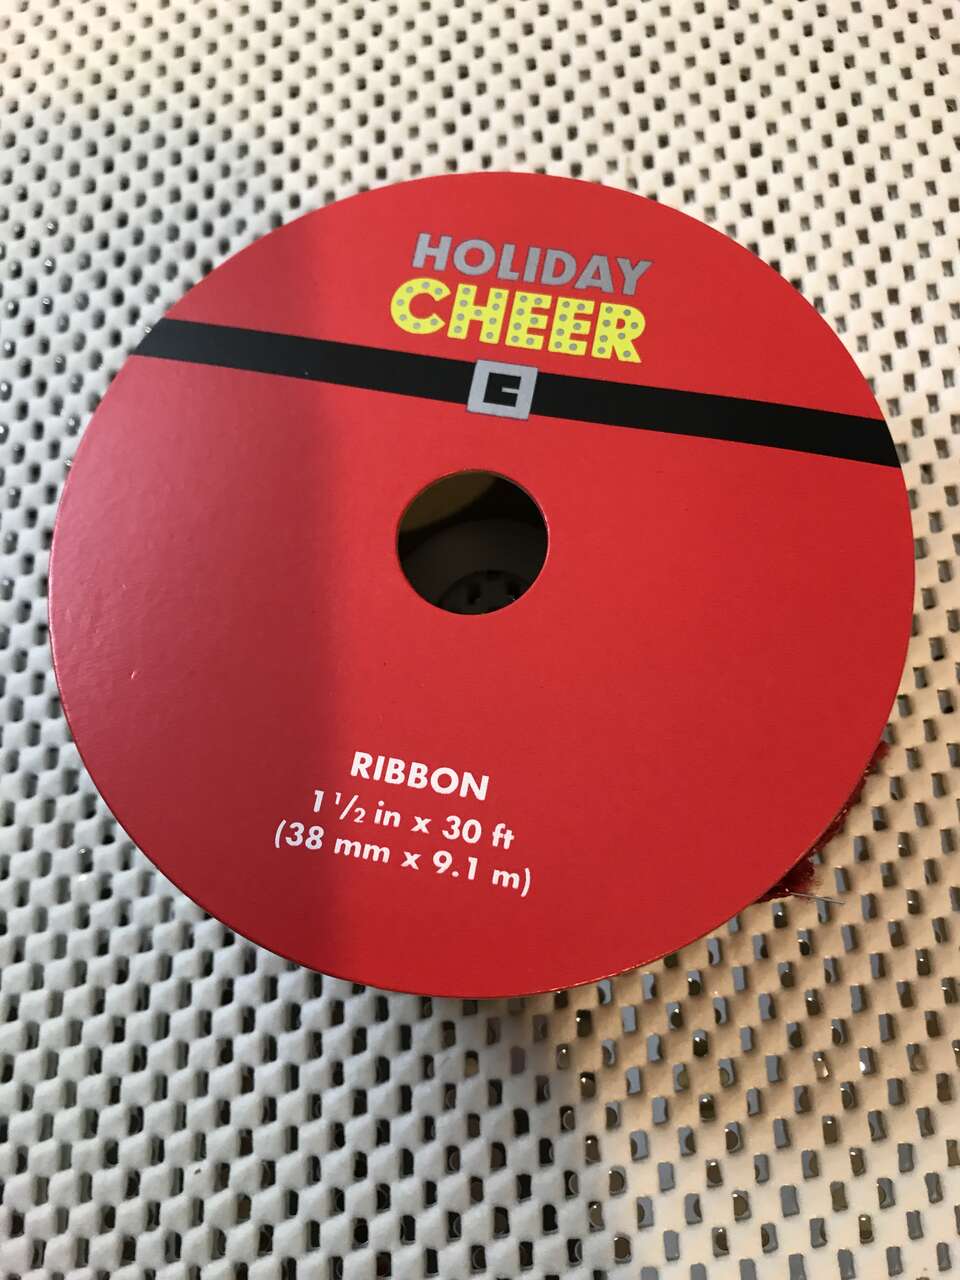 HOLIDAY
CHEER
RIBBON
1 1/2 in x 30 ft
(38 mm x 9.1 m)